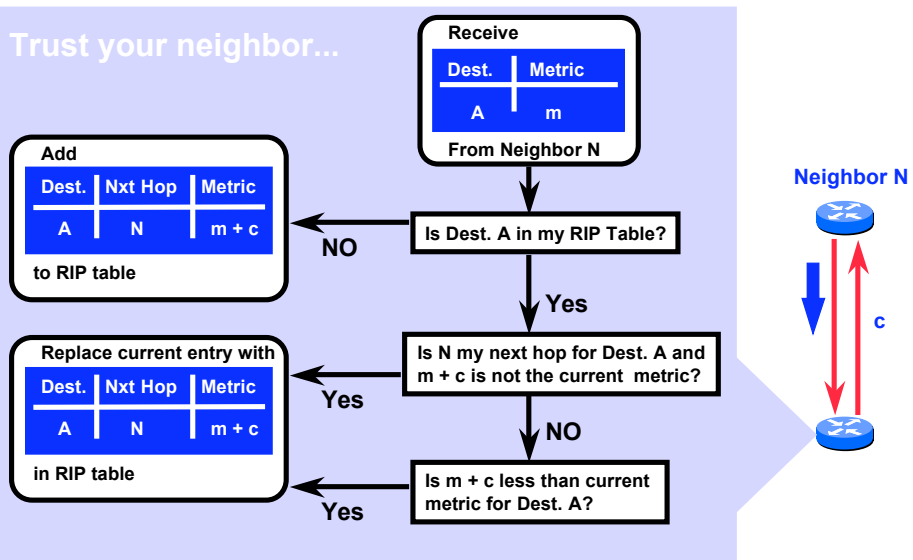 Trust your neighbor...
Receive
Dest. Metric
A m
From Neighbor N
Add
Dest. Nxt Hop Metric
A N m + c
to RIP table
NO
Is Dest. A in my RIP Table?
Yes
Replace current entry with
Dest. Nxt Hop Metric
A N m + c
in RIP table
Yes
Is N my next hop for Dest. A and
m + c is not the current metric?
NO
Yes
Is m + c less than current
metric for Dest. A?
Neighbor N
c